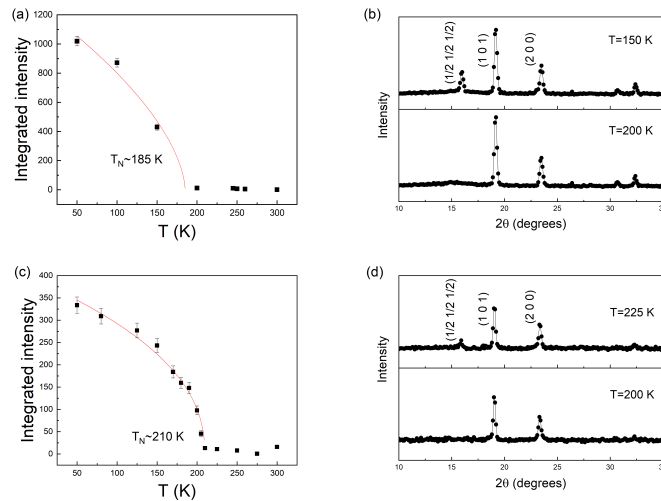 (a)
Integrated intensity
1200
1000
800
600
400
200
0
T_N~185 K
50 100 150 200 250 300
T (K)
(b)
Intensity
(1/2 1/2 1/2)
(1 0 1)
(2 0 0)
T=150 K
T=200 K
10 15 20 25 30 35
2θ (degrees)
(c)
Integrated intensity
400
350
300
250
200
150
100
50
0
T_N~210 K
50 100 150 200 250 300
T (K)
(d)
Intensity
(1/2 1/2 1/2)
(1 0 1)
(2 0 0)
T=225 K
T=200 K
10 15 20 25 30 35
2θ (degrees)